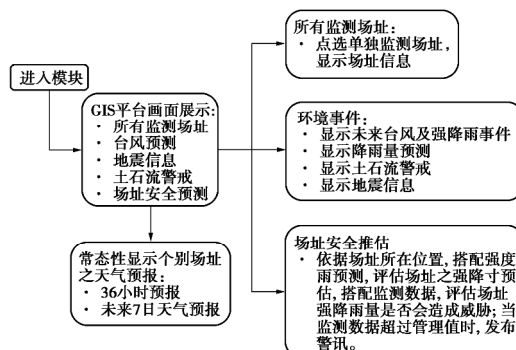 进入模块
GIS平台画面展示:
· 所有监测场址
· 台风预测
· 地震信息
· 土石流警戒
· 场址安全预测
常态性显示个别场址
之天气预报:
· 36小时预报
· 未来7日天气预报
所有监测场址:
· 点选单独监测场址,
显示场址信息
环境事件:
· 显示未来台风及强降雨事件
· 显示降雨量预测
· 显示土石流警戒
· 显示地震信息
场址安全推估
· 依据场址所在位置, 搭配强度
雨预测, 评估场址之强降寸预
估, 搭配监测数据, 评估场址
强降雨量是否会造成威胁; 当
监测数据超过管理值时, 发布
警讯。